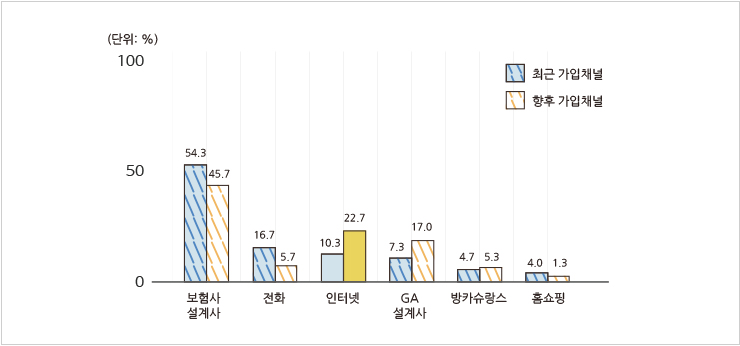 (단위: %)
100
최근 가입채널
향후 가입채널
50
0
54.3
45.7
16.7
5.7
10.3
22.7
7.3
17.0
4.7
5.3
4.0
1.3
보험사
설계사
전화
인터넷
GA
설계사
방카슈랑스
홈쇼핑